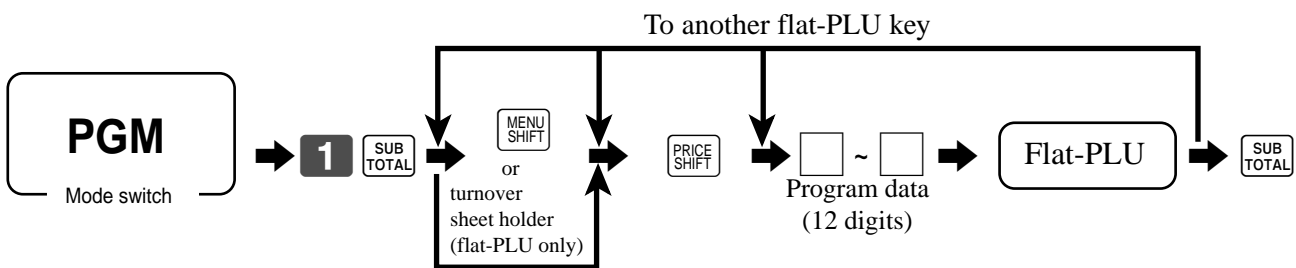 To another flat-PLU key
PGM
Mode switch
1
SUB
TOTAL
MENU
SHIFT
or
turnover
sheet holder
(flat-PLU only)
PRICE
SHIFT
~
Program data
(12 digits)
Flat-PLU
SUB
TOTAL